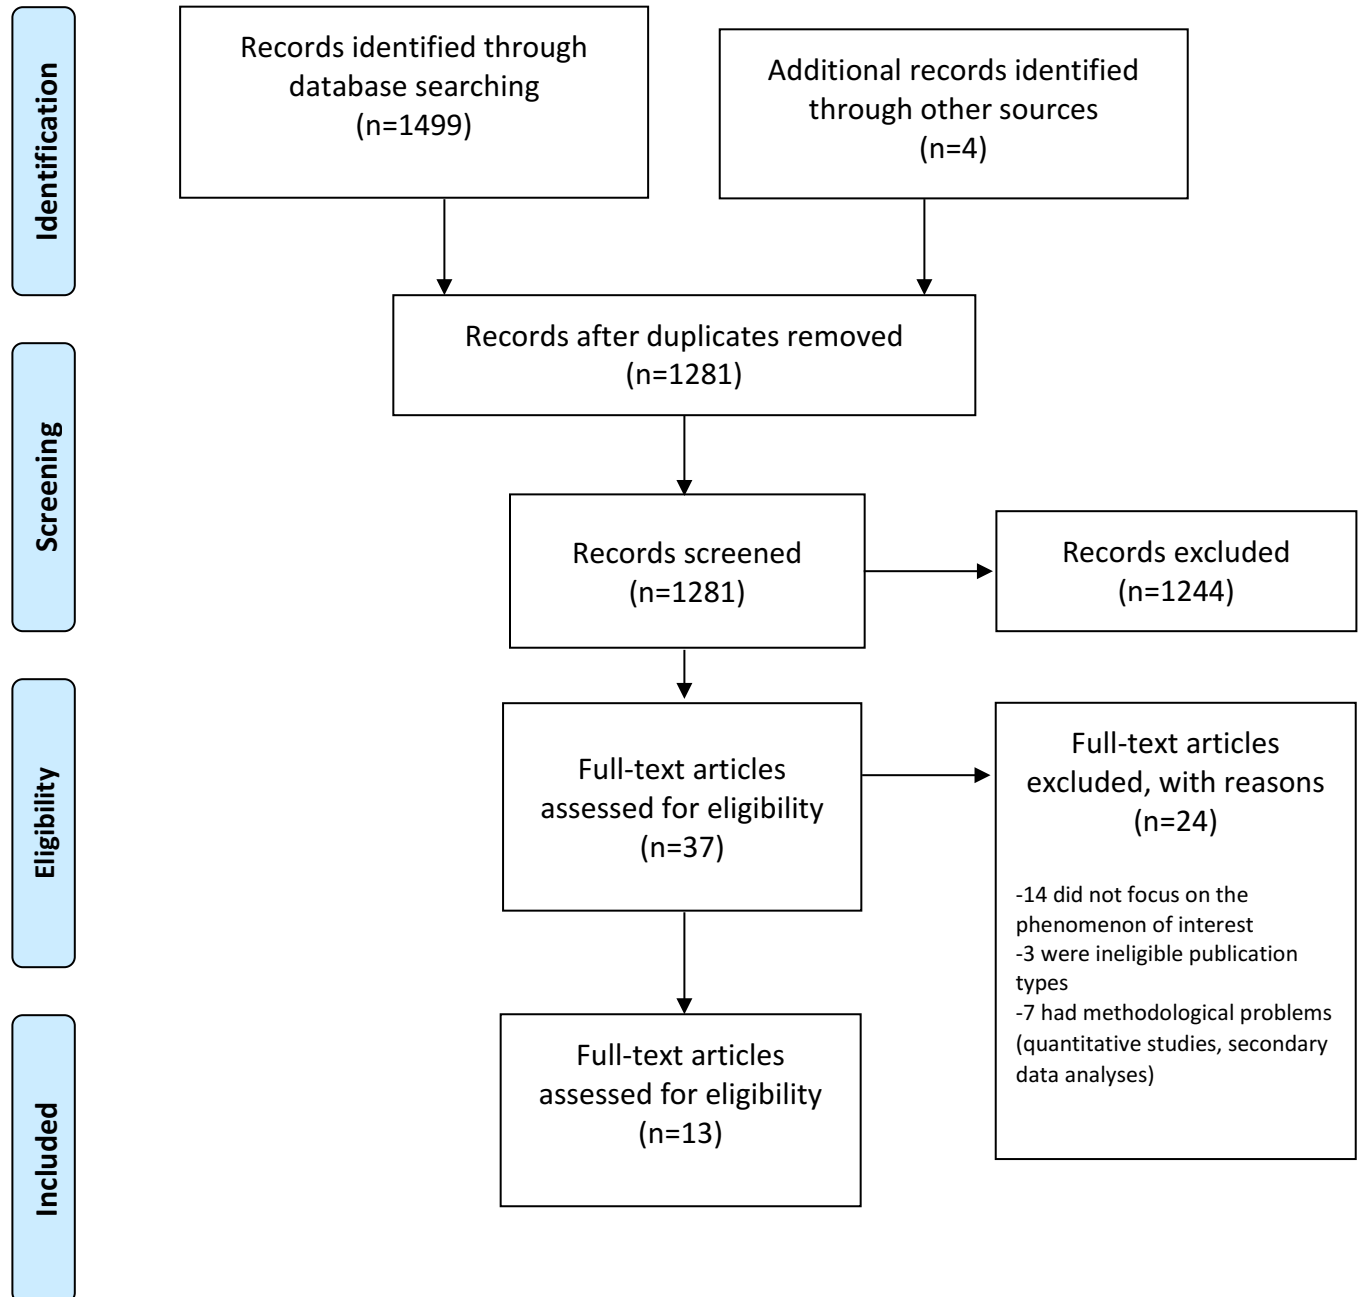 Identification
Records identified through
database searching
(n=1499)
Additional records identified
through other sources
(n=4)
Records after duplicates removed
(n=1281)
Screening
Records screened
(n=1281)
Records excluded
(n=1244)
Eligibility
Full-text articles
assessed for eligibility
(n=37)
Full-text articles
excluded, with reasons
(n=24)
-14 did not focus on the
phenomenon of interest
-3 were ineligible publication
types
-7 had methodological problems
(quantitative studies, secondary
data analyses)
Included
Full-text articles
assessed for eligibility
(n=13)